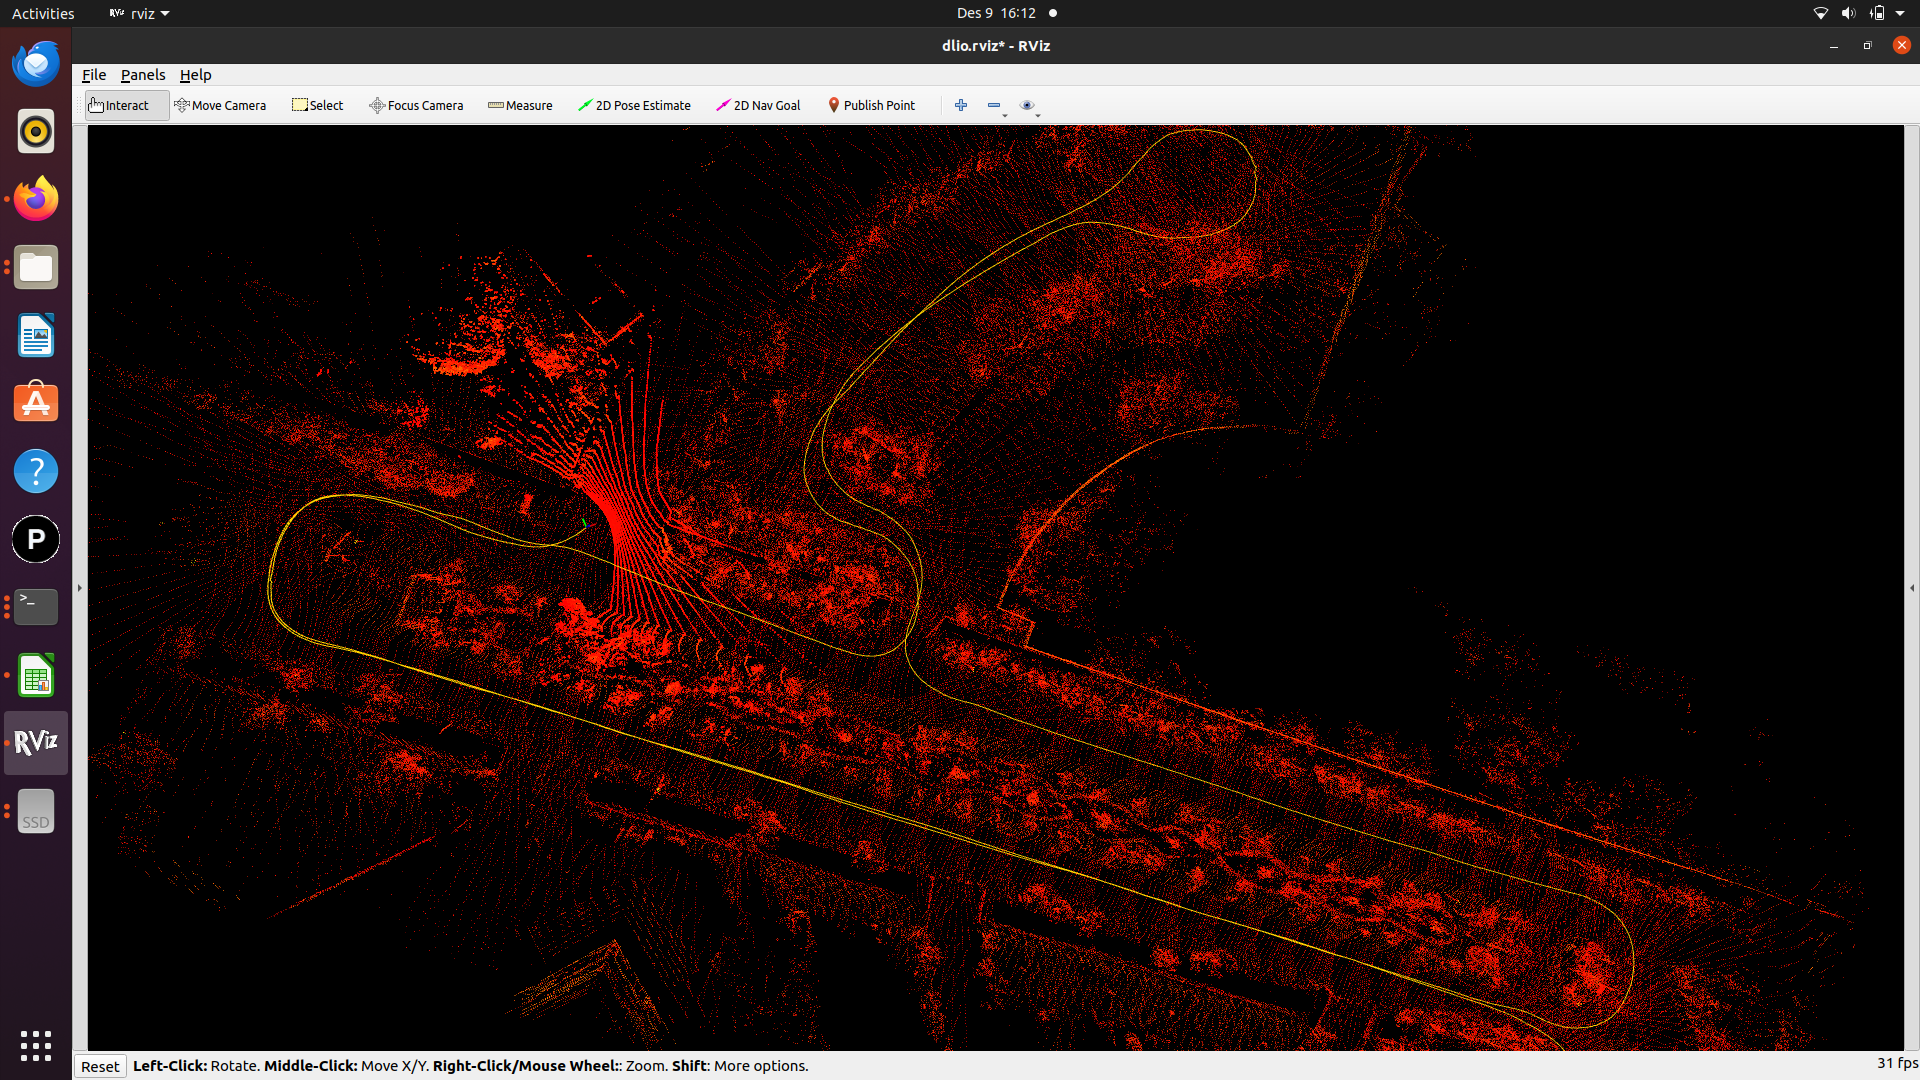 Activities
RViz rviz
Des 9 16:12
dlio.rviz* - RViz
File Panels Help
Interact Move Camera Select Focus Camera Measure 2D Pose Estimate 2D Nav Goal Publish Point
?
P
>_
RViz
SSD
Reset Left-Click: Rotate. Middle-Click: Move X/Y. Right-Click/Mouse Wheel:: Zoom. Shift: More options.
31 fps